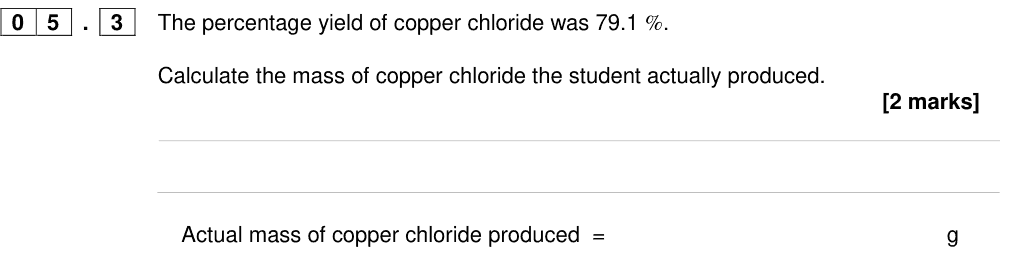 0 5 . 3 The percentage yield of copper chloride was 79.1 %.
Calculate the mass of copper chloride the student actually produced.
[2 marks]
Actual mass of copper chloride produced = g